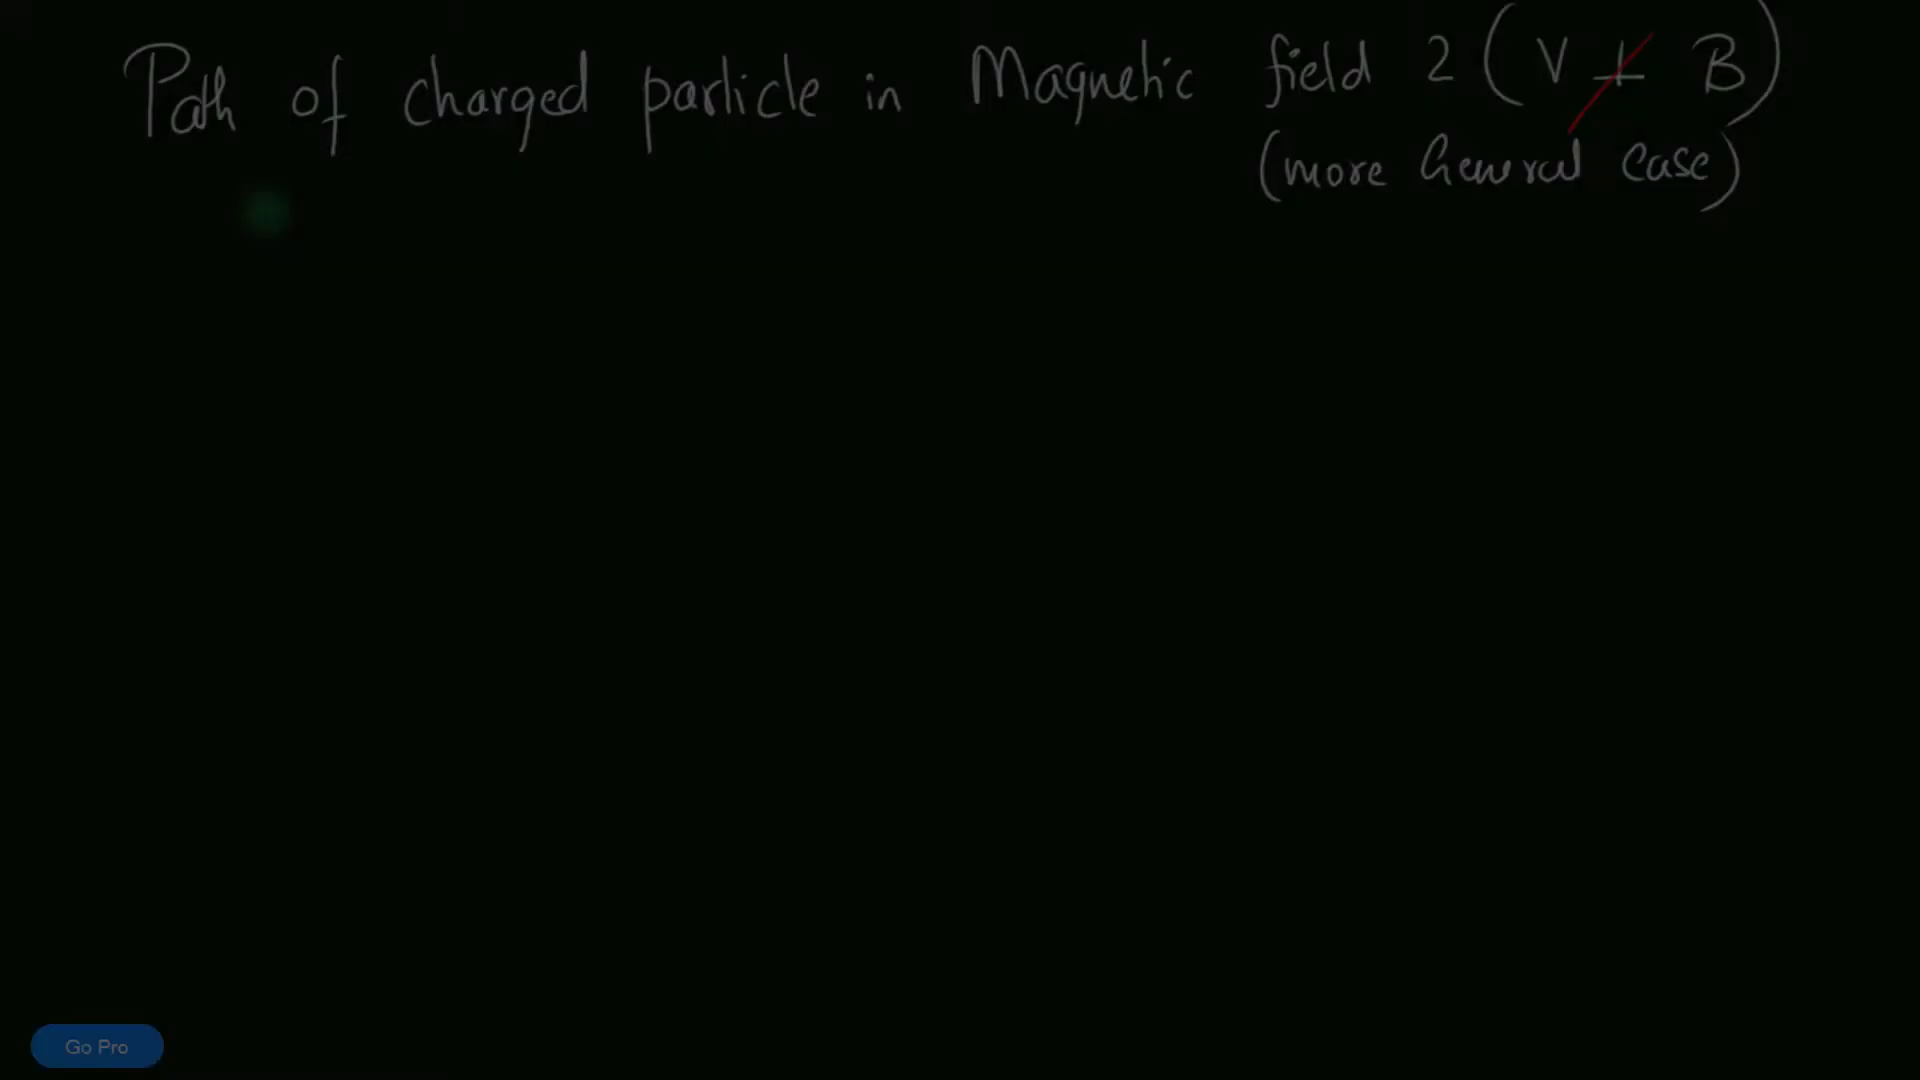 Path of charged particle in Magnetic field 2 (V ⊥̸ B)
(more General case)
Go Pro